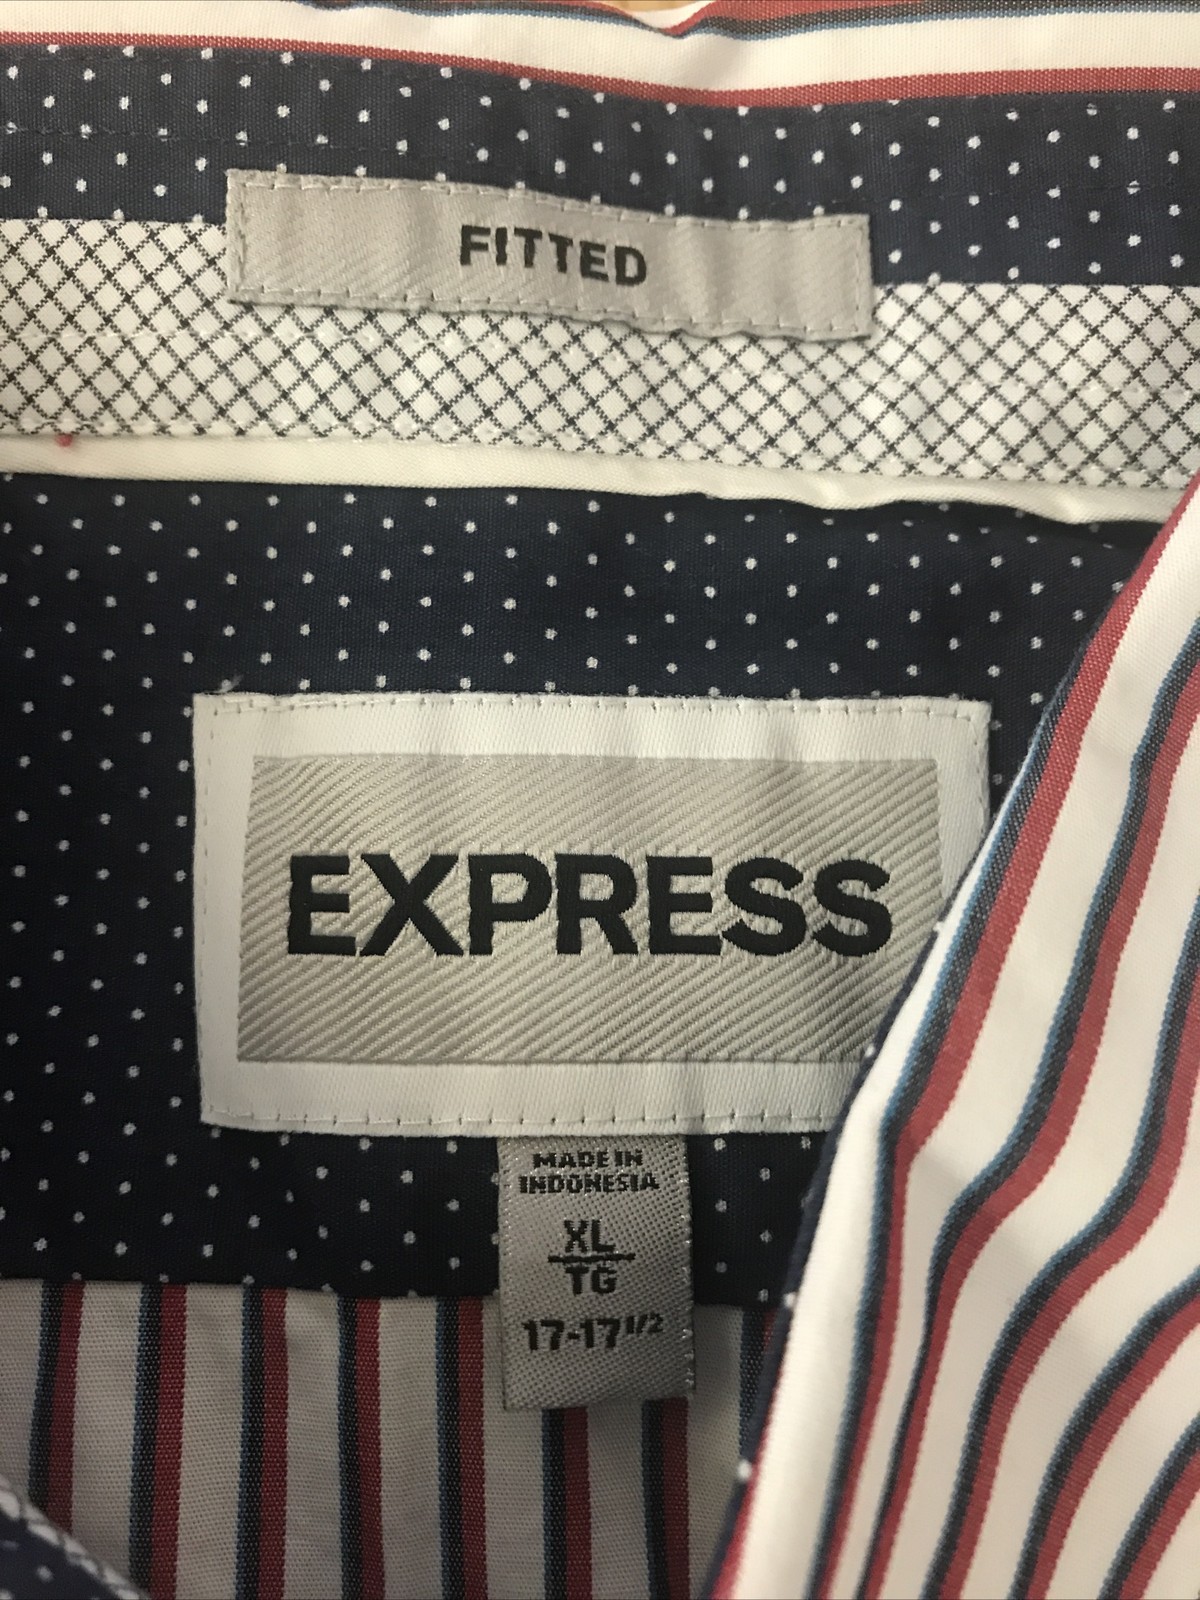 FITTED
EXPRESS
MADE IN
INDONESIA
XL
TG
17-17 1/2